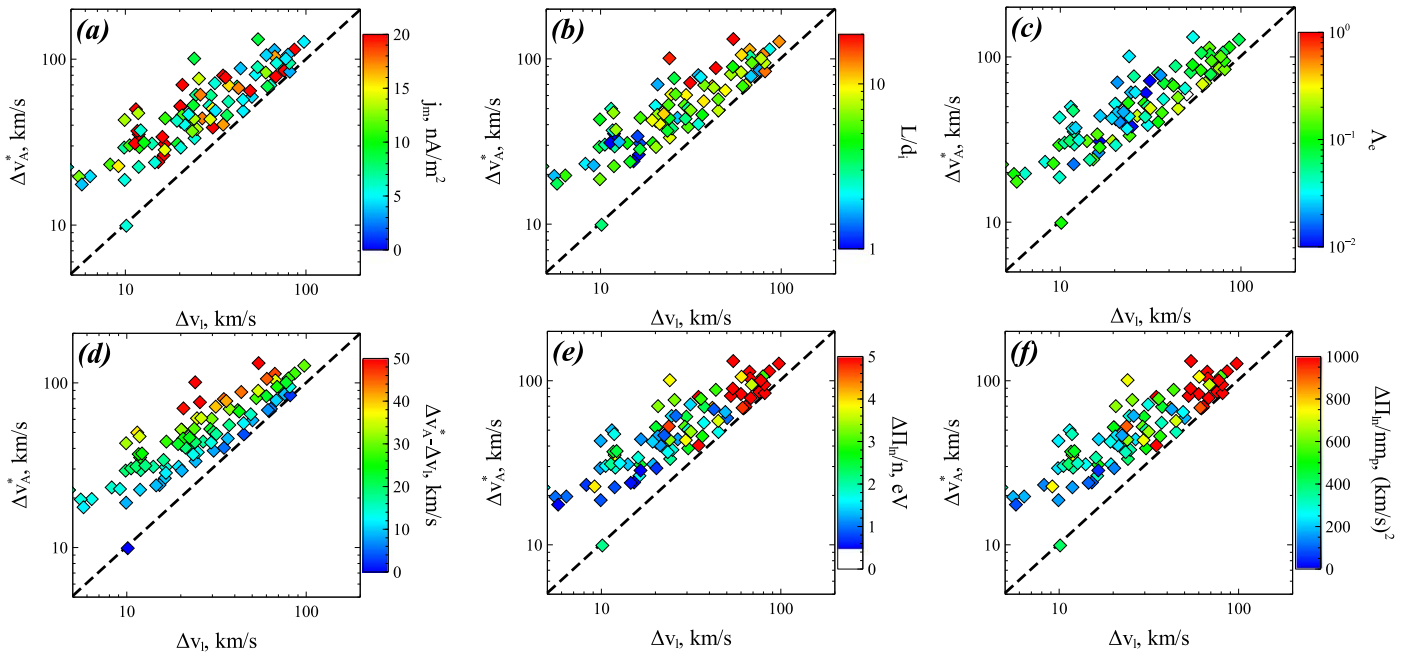 (a)
100
10
Δv*A, km/s
10
100
Δvl, km/s
20
15
10
5
0
jm, nA/m2
(b)
100
10
Δv*A, km/s
10
100
Δvl, km/s
10
1
L/di
(c)
100
10
Δv*A, km/s
10
100
Δvl, km/s
100
10-1
10-2
Λe
(d)
100
10
Δv*A, km/s
10
100
Δvl, km/s
50
40
30
20
10
0
Δv*A-Δvl, km/s
(e)
100
10
Δv*A, km/s
10
100
Δvl, km/s
5
4
3
2
1
0
ΔΠln/n, eV
(f)
100
10
Δv*A, km/s
10
100
Δvl, km/s
1000
800
600
400
200
0
ΔΠln/nmp, (km/s)2